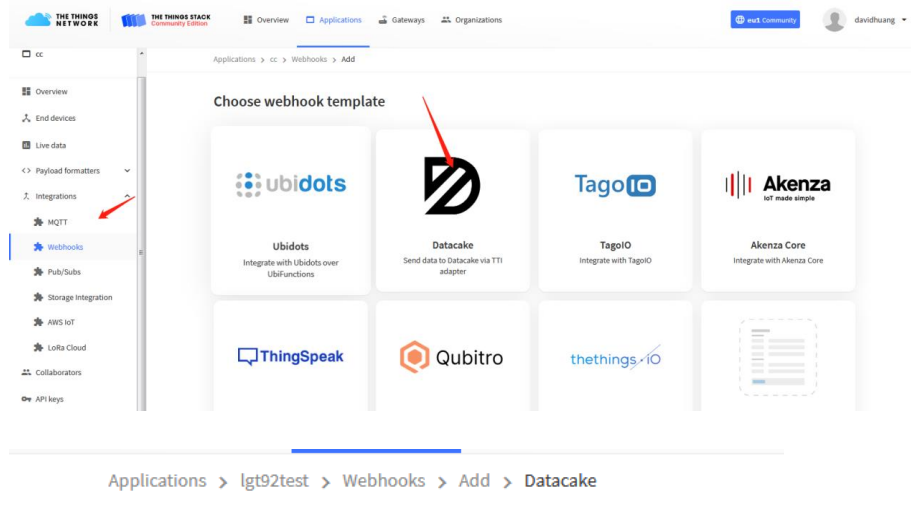 THE THINGS
NETWORK
THE THINGS STACK
Community Edition
Overview
Applications
Gateways
Organizations
eu1 Community
davidhuang
cc
Applications > cc > Webhooks > Add
Overview
End devices
Live data
<> Payload formatters
Integrations
MQTT
Webhooks
Pub/Subs
Storage Integration
AWS IoT
LoRa Cloud
Collaborators
API keys
Choose webhook template
ubidots
Ubidots
Integrate with Ubidots over
UbiFunctions
Datacake
Send data to Datacake via TTI
adapter
TagoIO
TagoIO
Integrate with TagoIO
Akenza
IoT made simple
Akenza Core
Integrate with Akenza Core
ThingSpeak
Qubitro
thethings.iO
Applications > lgt92test > Webhooks > Add > Datacake